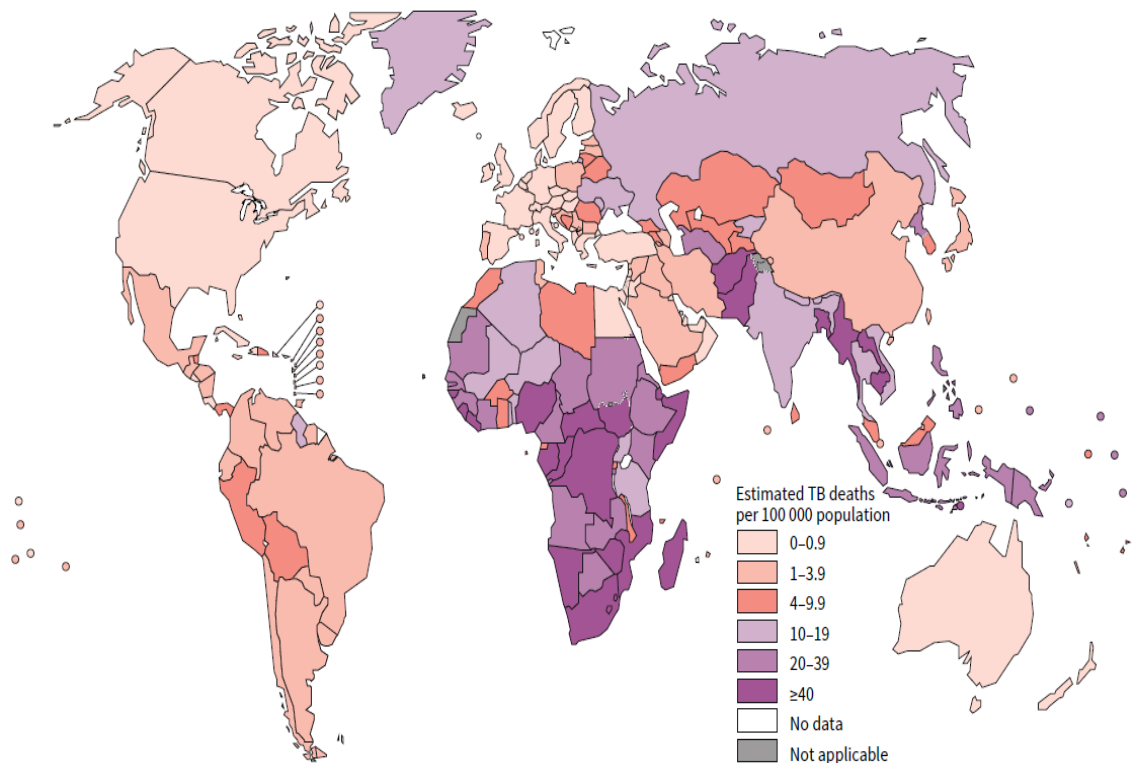 Estimated TB deaths
per 100 000 population
0–0.9
1–3.9
4–9.9
10–19
20–39
≥40
No data
Not applicable